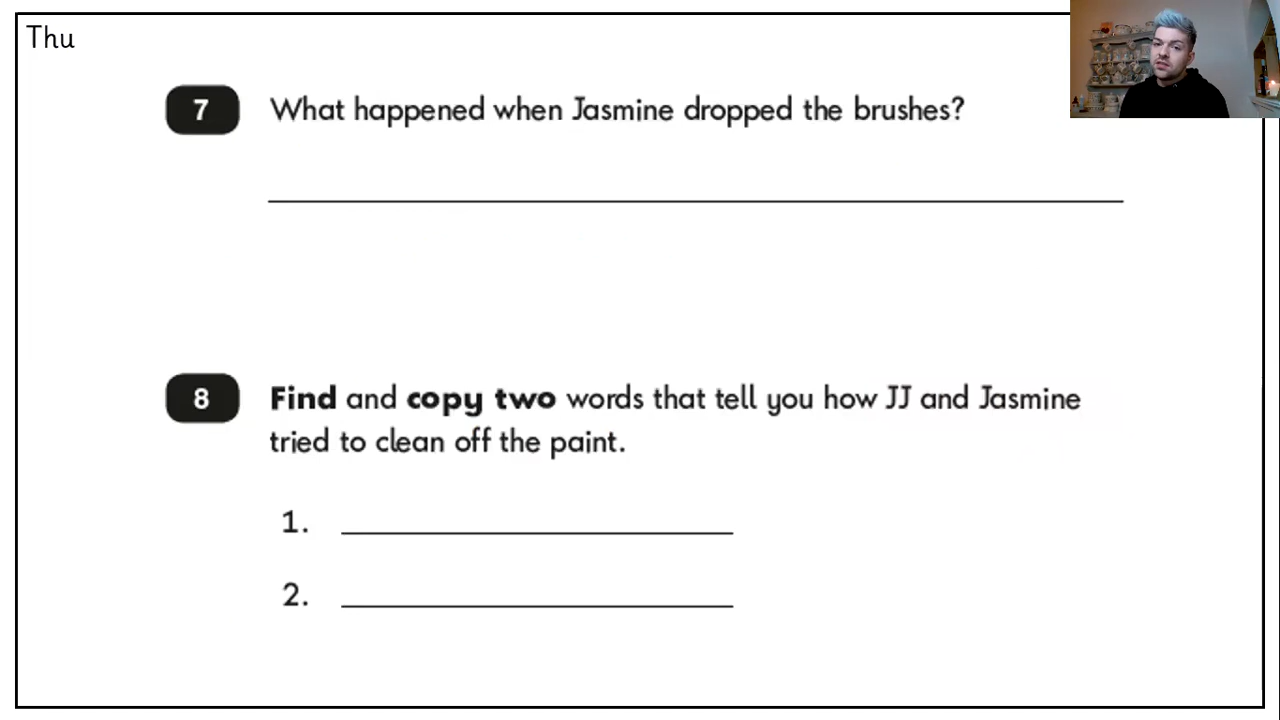 Thu
7 What happened when Jasmine dropped the brushes?
8 Find and copy two words that tell you how JJ and Jasmine
tried to clean off the paint.
1.
2.